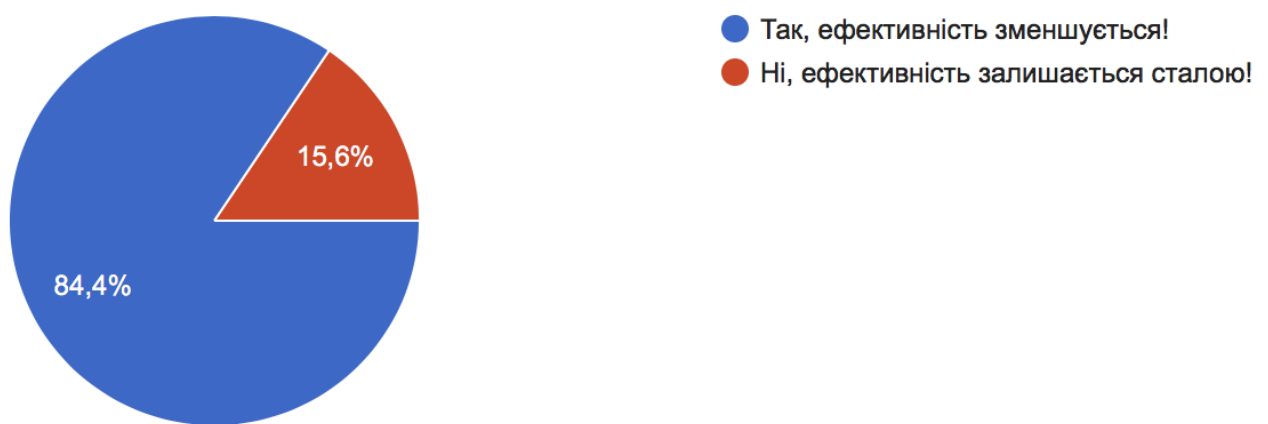 Так, ефективність зменшується!
Ні, ефективність залишається сталою!
15,6%
84,4%